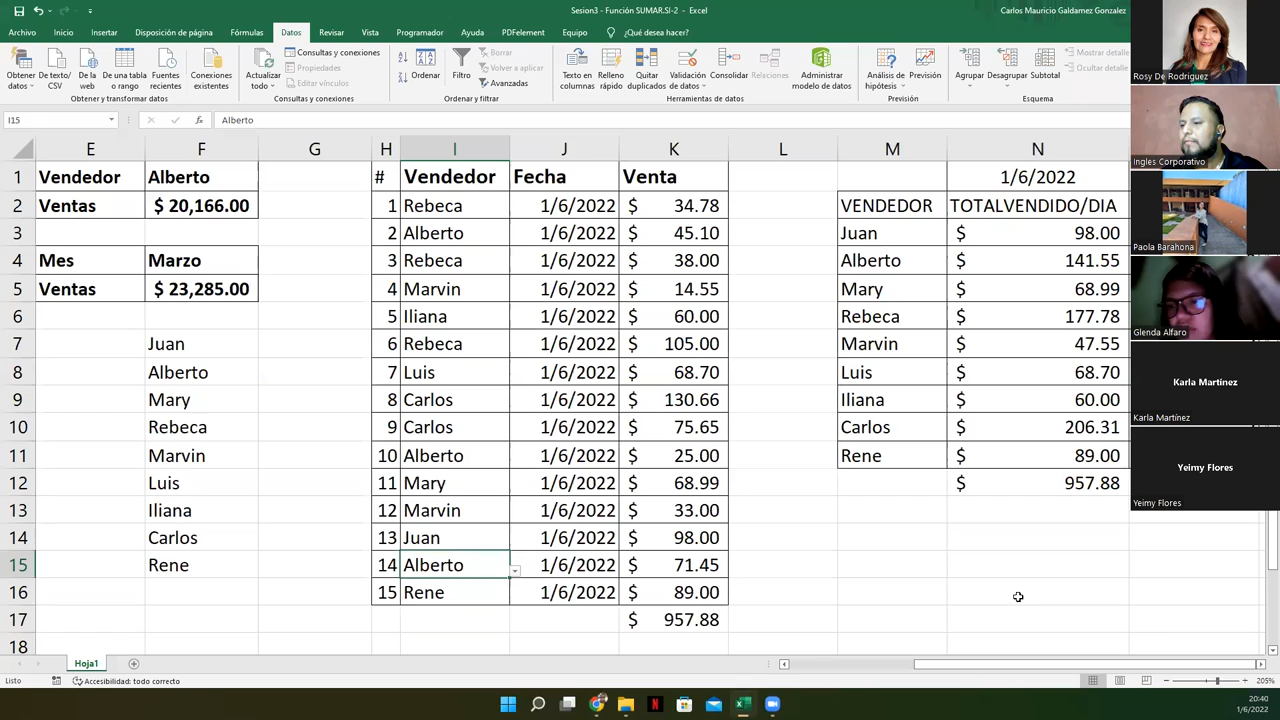 Sesion3 - Función SUMAR.SI-2 - Excel
Carlos Mauricio Galdamez Gonzalez
Archivo Inicio Insertar Disposición de página Fórmulas Datos Revisar Vista Programador Ayuda PDFelement Equipo ¿Qué desea hacer?
Obtener datos
De texto/ CSV
De la web
De una tabla o rango
Fuentes recientes
Conexiones existentes
Obtener y transformar datos
Actualizar todo
Consultas y conexiones
Propiedades
Editar vínculos
Consultas y conexiones
Ordenar
Filtro
Borrar
Volver a aplicar
Avanzadas
Ordenar y filtrar
Texto en columnas
Relleno rápido
Quitar duplicados
Validación de datos
Consolidar
Relaciones
Administrar modelo de datos
Herramientas de datos
Análisis de hipótesis
Previsión
Previsión
Agrupar
Desagrupar
Subtotal
Mostrar detalle
Ocultar detalle
Esquema
I15 fx Alberto
E F G H I J K L M N
1 Vendedor Alberto # Vendedor Fecha Venta 1/6/2022
2 Ventas $ 20,166.00 1 Rebeca 1/6/2022 $ 34.78 VENDEDOR TOTALVENDIDO/DIA
3 2 Alberto 1/6/2022 $ 45.10 Juan $ 98.00
4 Mes Marzo 3 Rebeca 1/6/2022 $ 38.00 Alberto $ 141.55
5 Ventas $ 23,285.00 4 Marvin 1/6/2022 $ 14.55 Mary $ 68.99
6 5 Iliana 1/6/2022 $ 60.00 Rebeca $ 177.78
7 Juan 6 Rebeca 1/6/2022 $ 105.00 Marvin $ 47.55
8 Alberto 7 Luis 1/6/2022 $ 68.70 Luis $ 68.70
9 Mary 8 Carlos 1/6/2022 $ 130.66 Iliana $ 60.00
10 Rebeca 9 Carlos 1/6/2022 $ 75.65 Carlos $ 206.31
11 Marvin 10 Alberto 1/6/2022 $ 25.00 Rene $ 89.00
12 Luis 11 Mary 1/6/2022 $ 68.99 $ 957.88
13 Iliana 12 Marvin 1/6/2022 $ 33.00
14 Carlos 13 Juan 1/6/2022 $ 98.00
15 Rene 14 Alberto 1/6/2022 $ 71.45
16 15 Rene 1/6/2022 $ 89.00
17 $ 957.88
18
Rosy De Rodriguez
Ingles Corporativo
Paola Barahona
Glenda Alfaro
Karla Martínez
Karla Martínez
Yeimy Flores
Yeimy Flores
Hoja1
Listo Accesibilidad: todo correcto 205%
N
20:40
1/6/2022